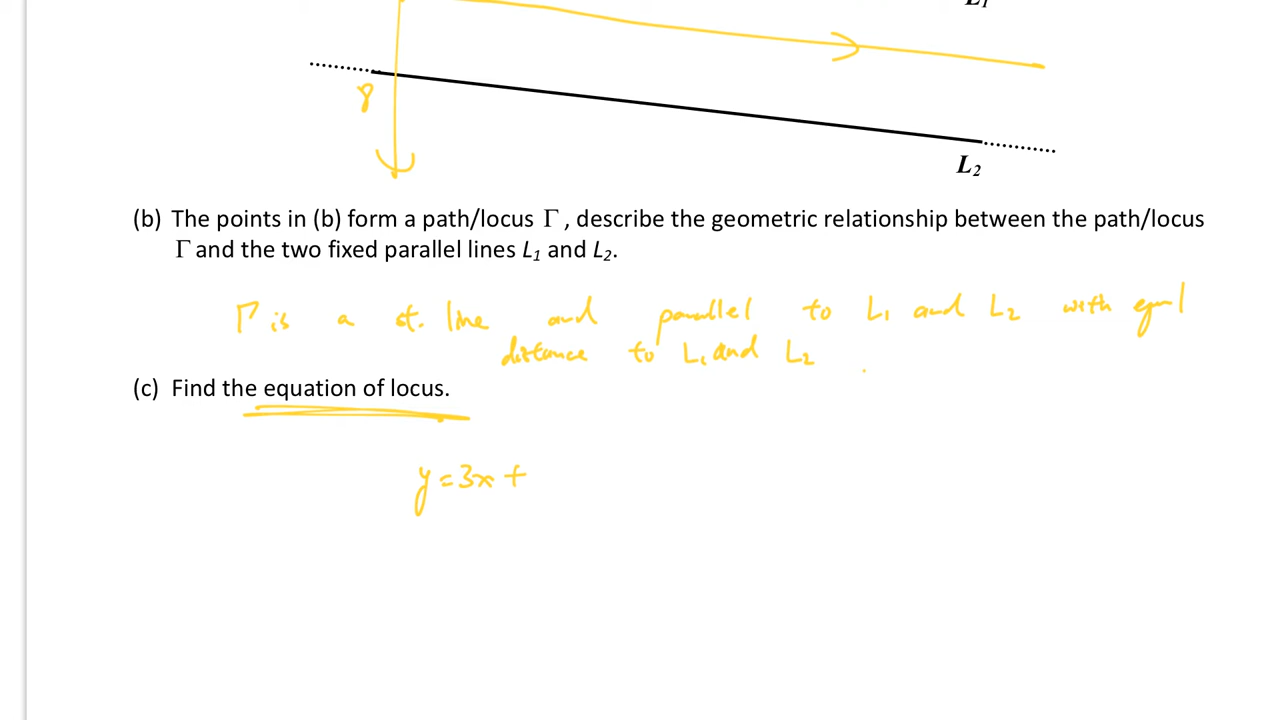 L1
8
L2
(b) The points in (b) form a path/locus Γ, describe the geometric relationship between the path/locus
Γ and the two fixed parallel lines L1 and L2.
Γ is a st. line and parallel to L1 and L2 with equal
distance to L1 and L2
(c) Find the equation of locus.
y = 3x +